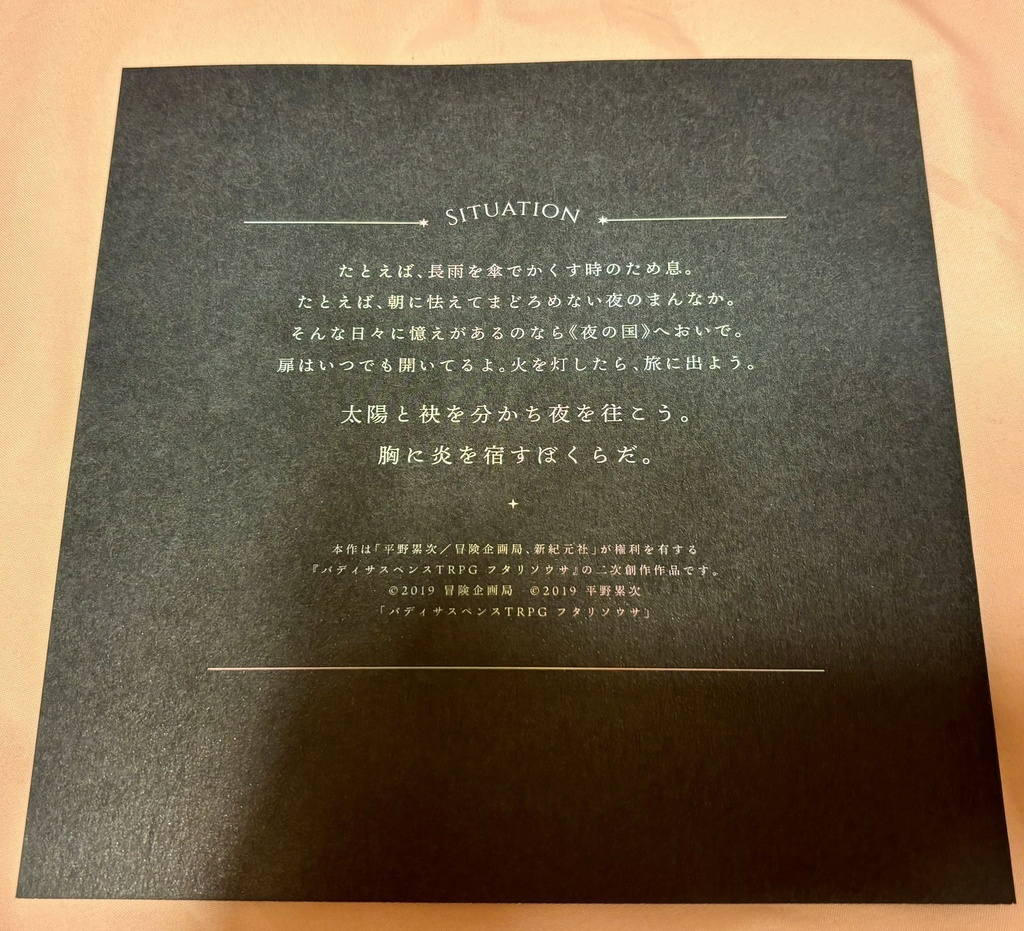 SITUATION
たとえば、長雨を傘でかくす時のため息。
たとえば、朝に怯えてまどろめない夜のまんなか。
そんな日々に憶えがあるのなら《夜の国》へおいで。
扉はいつでも開いてるよ。火を灯したら、旅に出よう。
太陽と袂を分かち夜を往こう。
胸に炎を宿すぼくらだ。
本作は「平野累次／冒険企画局、新紀元社」が権利を有する
『バディサスペンスTRPG フタリソウサ』の二次創作作品です。
©2019 冒険企画局　©2019 平野累次
「バディサスペンスTRPG フタリソウサ」